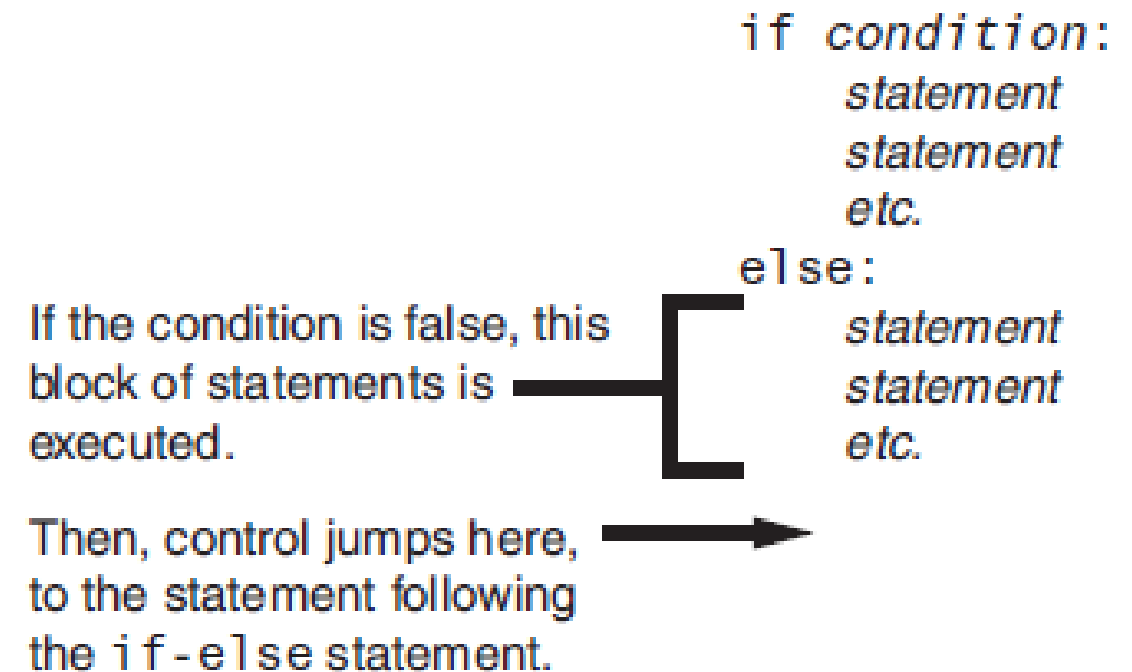 if condition:
statement
statement
etc.
else:
statement
statement
etc.
If the condition is false, this
block of statements is
executed.
Then, control jumps here,
to the statement following
the if-else statement.